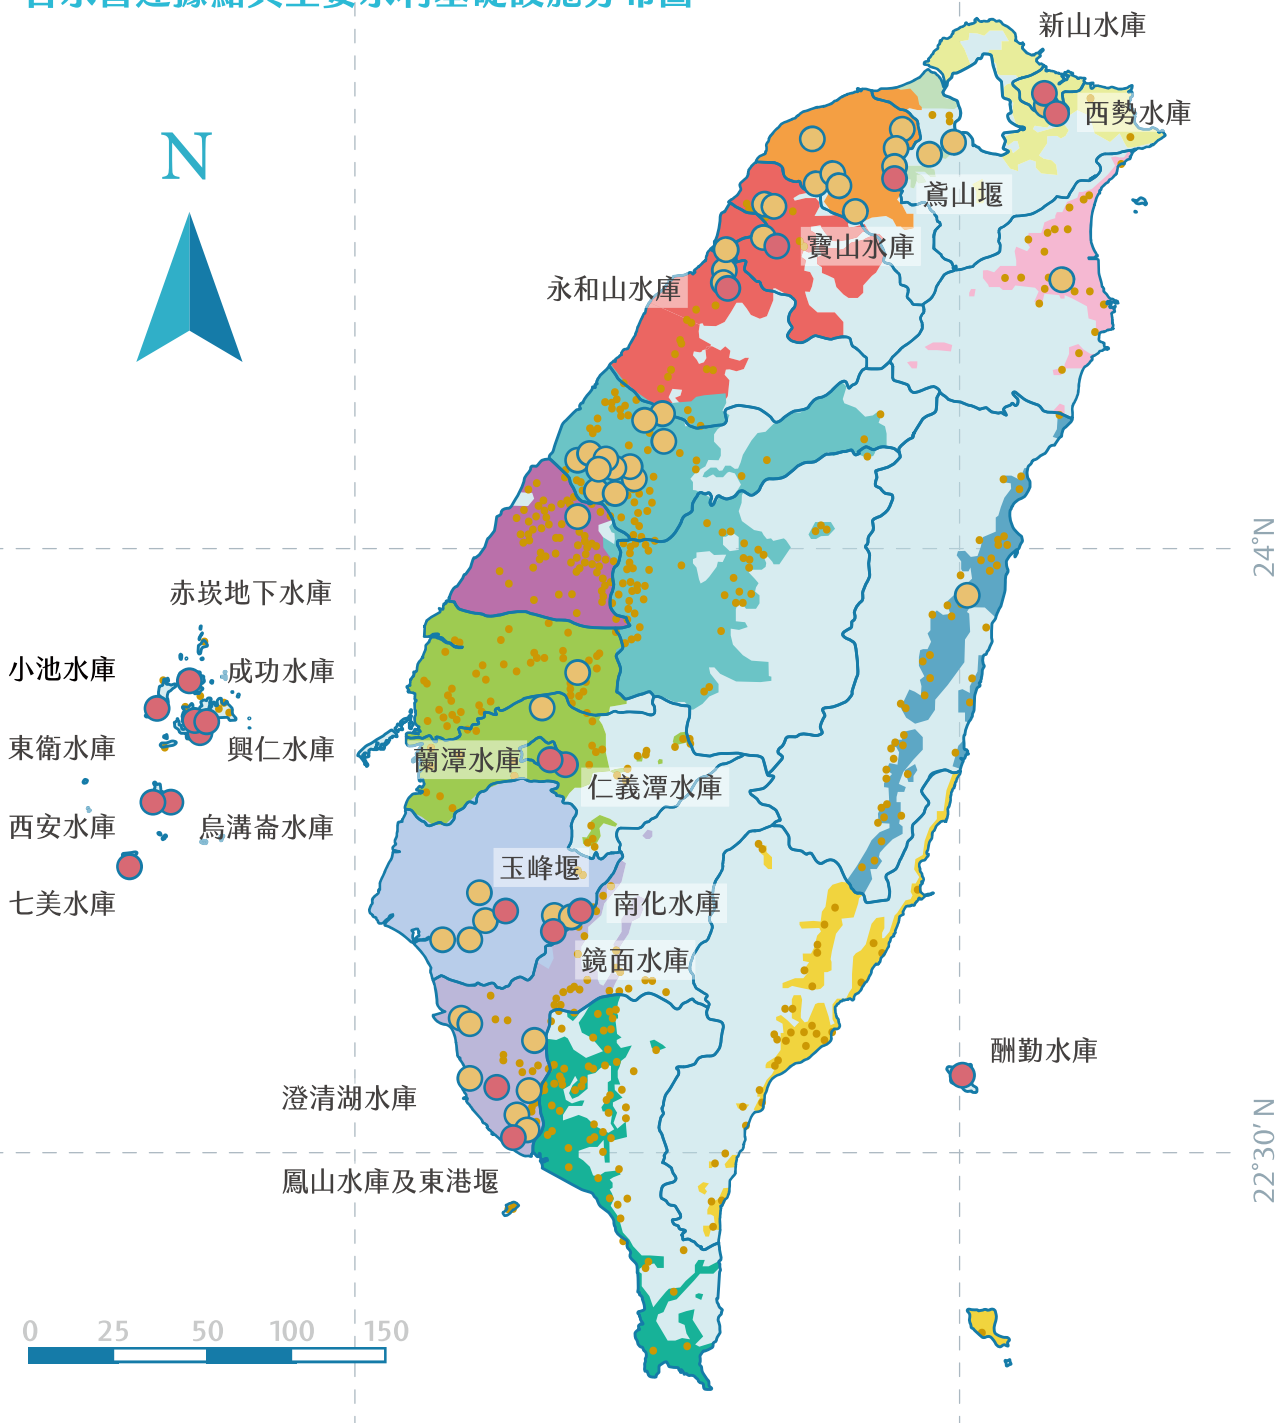 新山水庫
西勢水庫
N
鳶山堰
寶山水庫
永和山水庫
24°N
赤崁地下水庫
小池水庫
成功水庫
東衛水庫
興仁水庫
蘭潭水庫
仁義潭水庫
西安水庫
烏溝崙水庫
玉峰堰
七美水庫
南化水庫
鏡面水庫
酬勤水庫
澄清湖水庫
22°30′ N
鳳山水庫及東港堰
0 25 50 100 150